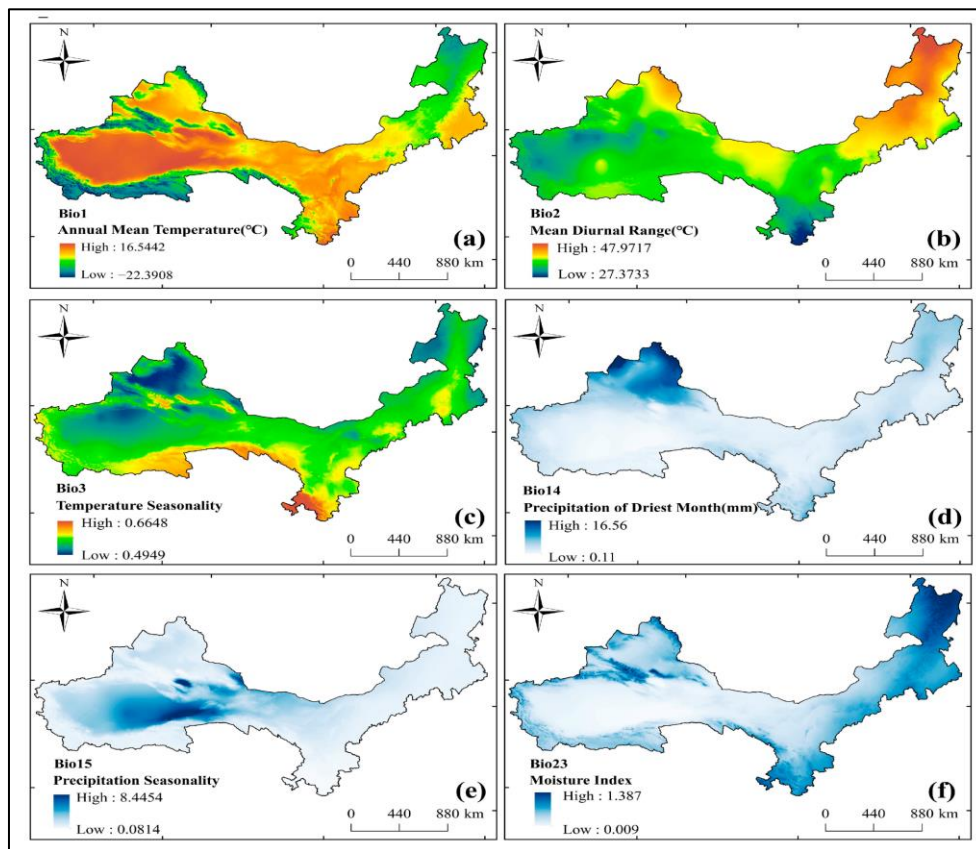 N
Bio1
Annual Mean Temperature(°C)
High : 16.5442
Low : −22.3908
(a)
0 440 880 km
N
Bio2
Mean Diurnal Range(°C)
High : 47.9717
Low : 27.3733
(b)
0 440 880 km
N
Bio3
Temperature Seasonality
High : 0.6648
Low : 0.4949
(c)
0 440 880 km
N
Bio14
Precipitation of Driest Month(mm)
High : 16.56
Low : 0.11
(d)
0 440 880 km
N
Bio15
Precipitation Seasonality
High : 8.4454
Low : 0.0814
(e)
0 440 880 km
N
Bio23
Moisture Index
High : 1.387
Low : 0.009
(f)
0 440 880 km